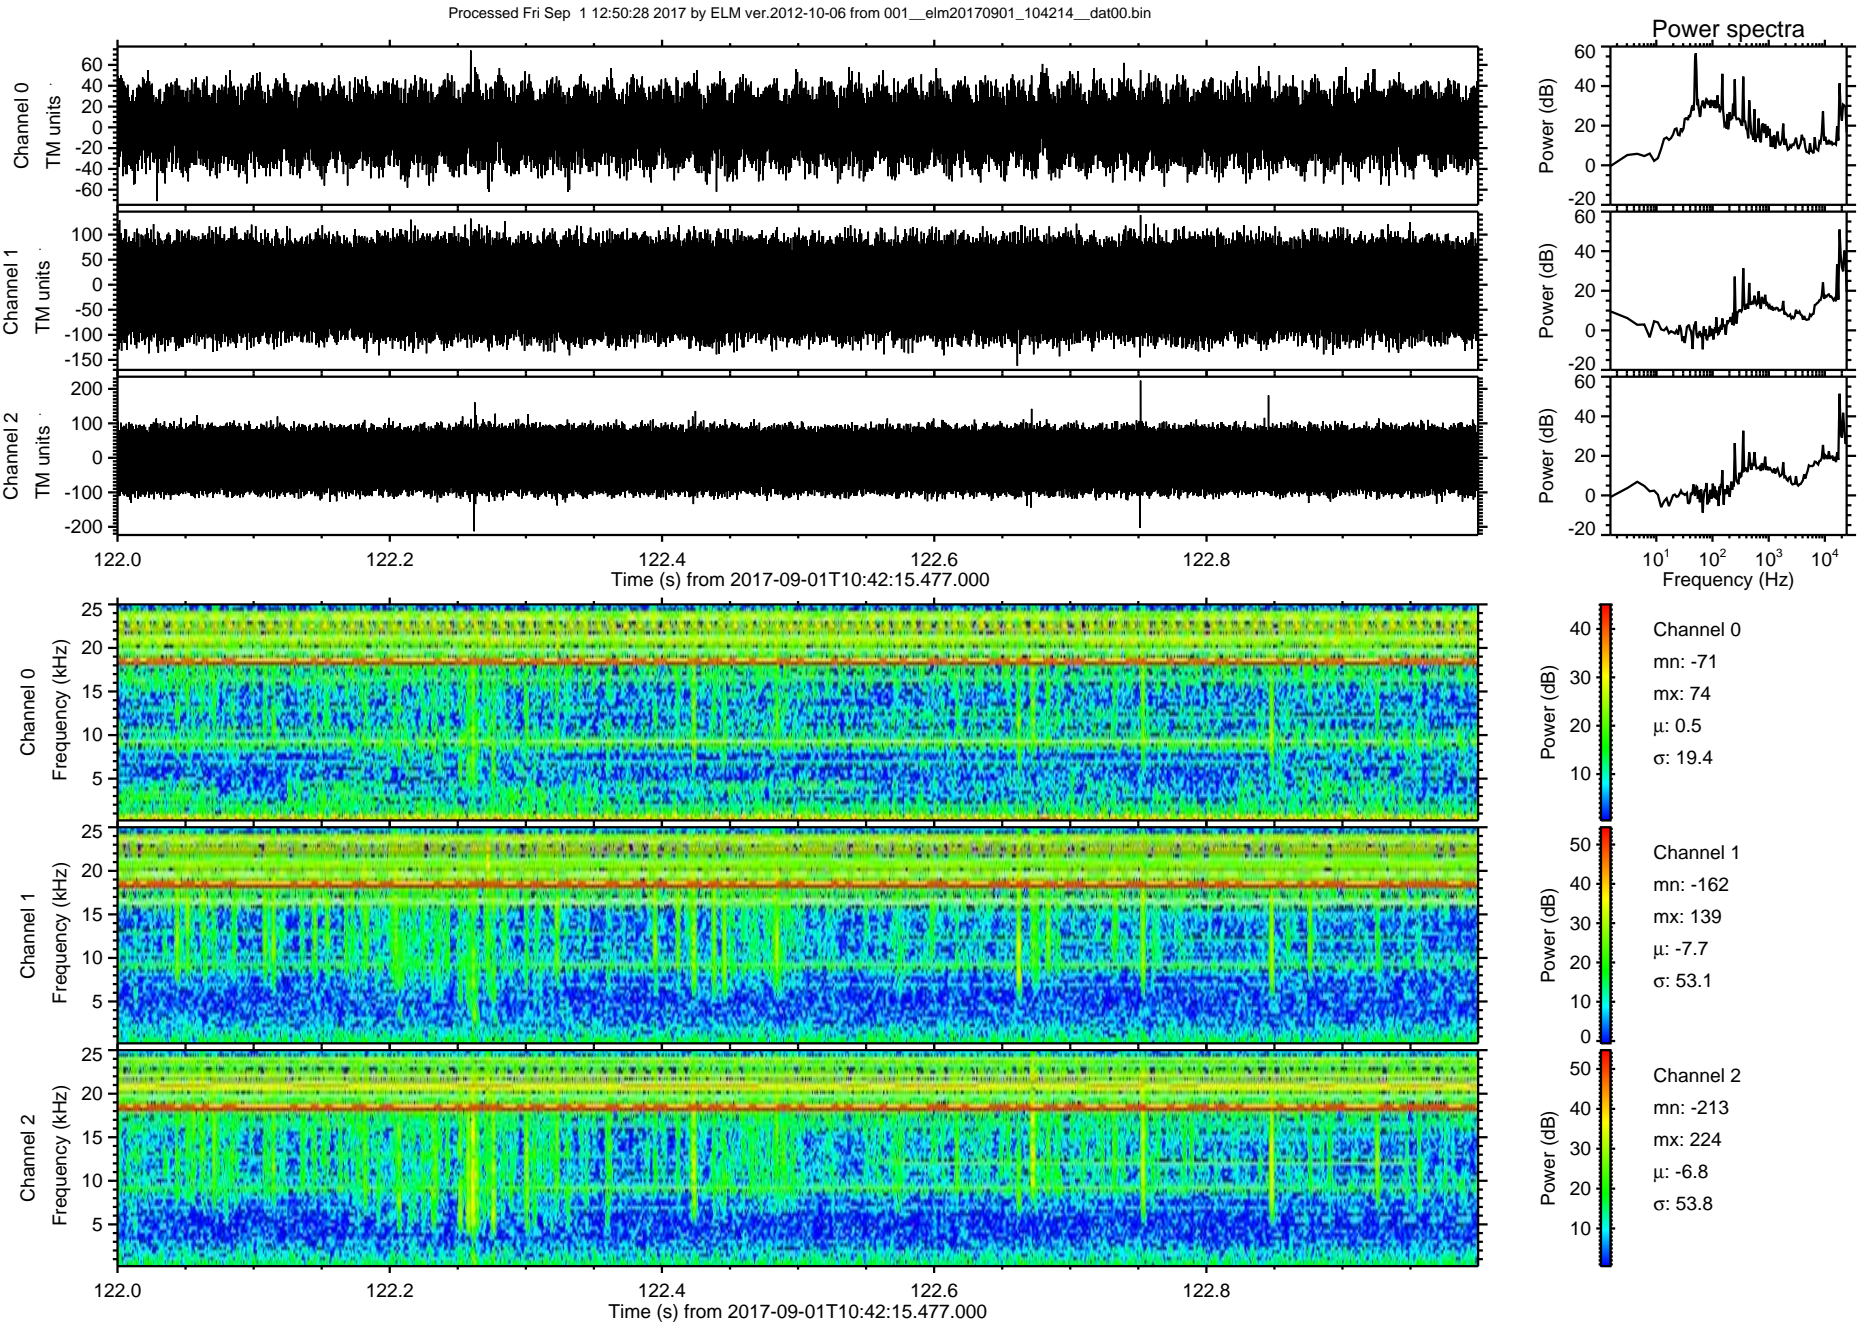 Processed Fri Sep 1 12:50:28 2017 by ELM ver.2012-10-06 from 001__elm20170901_104214__dat00.bin
Power spectra
Channel 0
TM units
60
40
20
0
-20
-40
-60
Power (dB)
60
40
20
0
-20
Channel 1
TM units
100
50
0
-50
-100
-150
Power (dB)
60
40
20
0
-20
Channel 2
TM units
200
100
0
-100
-200
Power (dB)
60
40
20
0
-20
122.0 122.2 122.4 122.6 122.8
Time (s) from 2017-09-01T10:42:15.477.000
10^1 10^2 10^3 10^4
Frequency (Hz)
Channel 0
Frequency (kHz)
25
20
15
10
5
Power (dB)
40
30
20
10
Channel 0
mn: -71
mx: 74
μ: 0.5
σ: 19.4
Channel 1
Frequency (kHz)
25
20
15
10
5
Power (dB)
50
40
30
20
10
0
Channel 1
mn: -162
mx: 139
μ: -7.7
σ: 53.1
Channel 2
Frequency (kHz)
25
20
15
10
5
Power (dB)
50
40
30
20
10
Channel 2
mn: -213
mx: 224
μ: -6.8
σ: 53.8
122.0 122.2 122.4 122.6 122.8
Time (s) from 2017-09-01T10:42:15.477.000